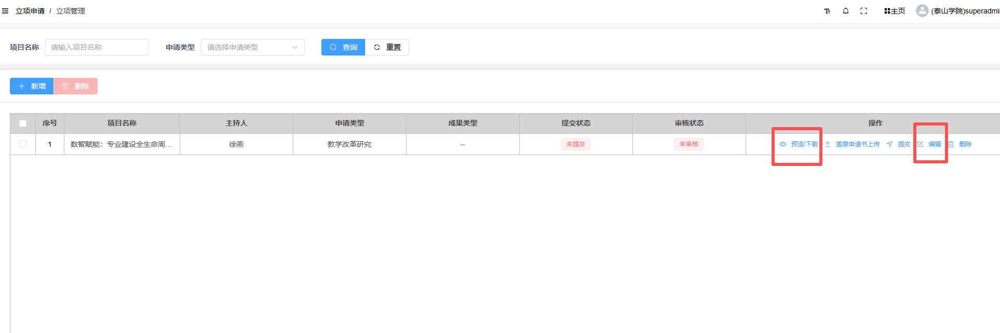 立项申请 / 立项管理
主页 (泰山学院)superadmin
项目名称 请输入项目名称 申请类型 请选择申请类型 查询 重置
新增 删除
序号 项目名称 主持人 申请类型 成果类型 提交状态 审核状态 操作
1 数智赋能：专业建设全生命周... 徐燕 教学改革研究 -- 未提交 未审核 预览/下载 盖章申请书上传 提交 编辑 删除